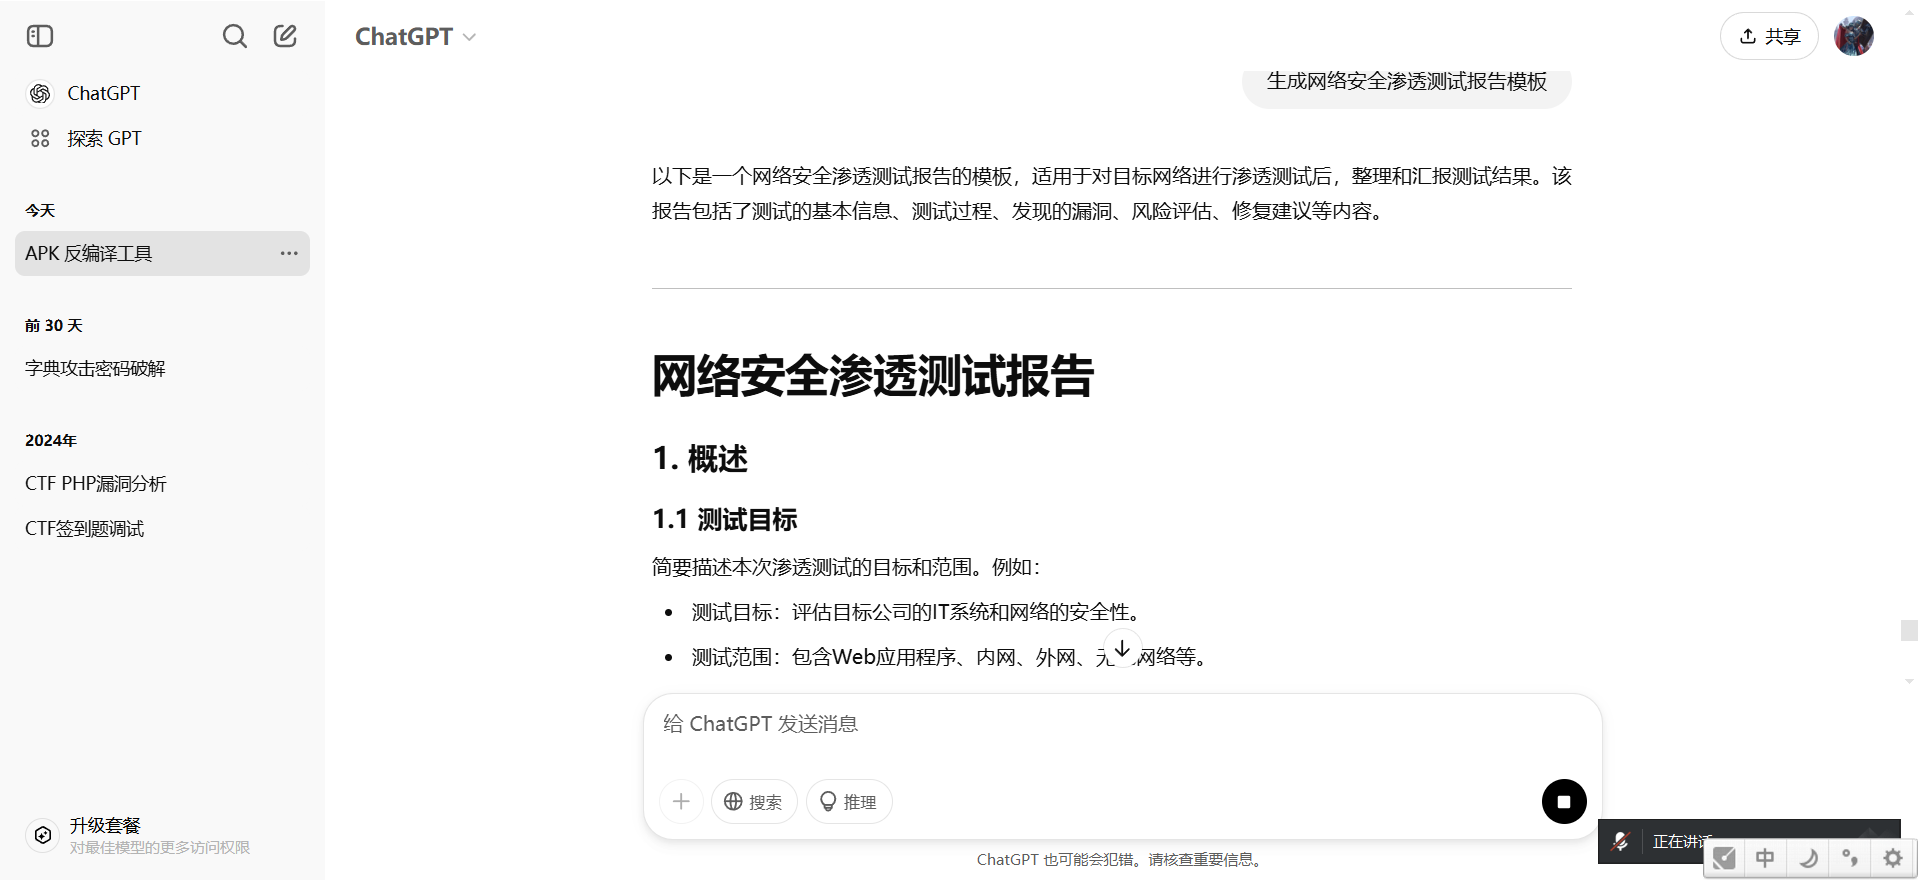 ChatGPT
探索 GPT
今天
APK 反编译工具
前 30 天
字典攻击密码破解
2024年
CTF PHP漏洞分析
CTF签到题调试
升级套餐
对最佳模型的更多访问权限
ChatGPT
共享
生成网络安全渗透测试报告模板
以下是一个网络安全渗透测试报告的模板，适用于对目标网络进行渗透测试后，整理和汇报测试结果。该
报告包括了测试的基本信息、测试过程、发现的漏洞、风险评估、修复建议等内容。
网络安全渗透测试报告
1. 概述
1.1 测试目标
简要描述本次渗透测试的目标和范围。例如：
• 测试目标：评估目标公司的IT系统和网络的安全性。
• 测试范围：包含Web应用程序、内网、外网、无网络等。
给 ChatGPT 发送消息
搜索
推理
ChatGPT 也可能会犯错。请核查重要信息。
正在讲
中